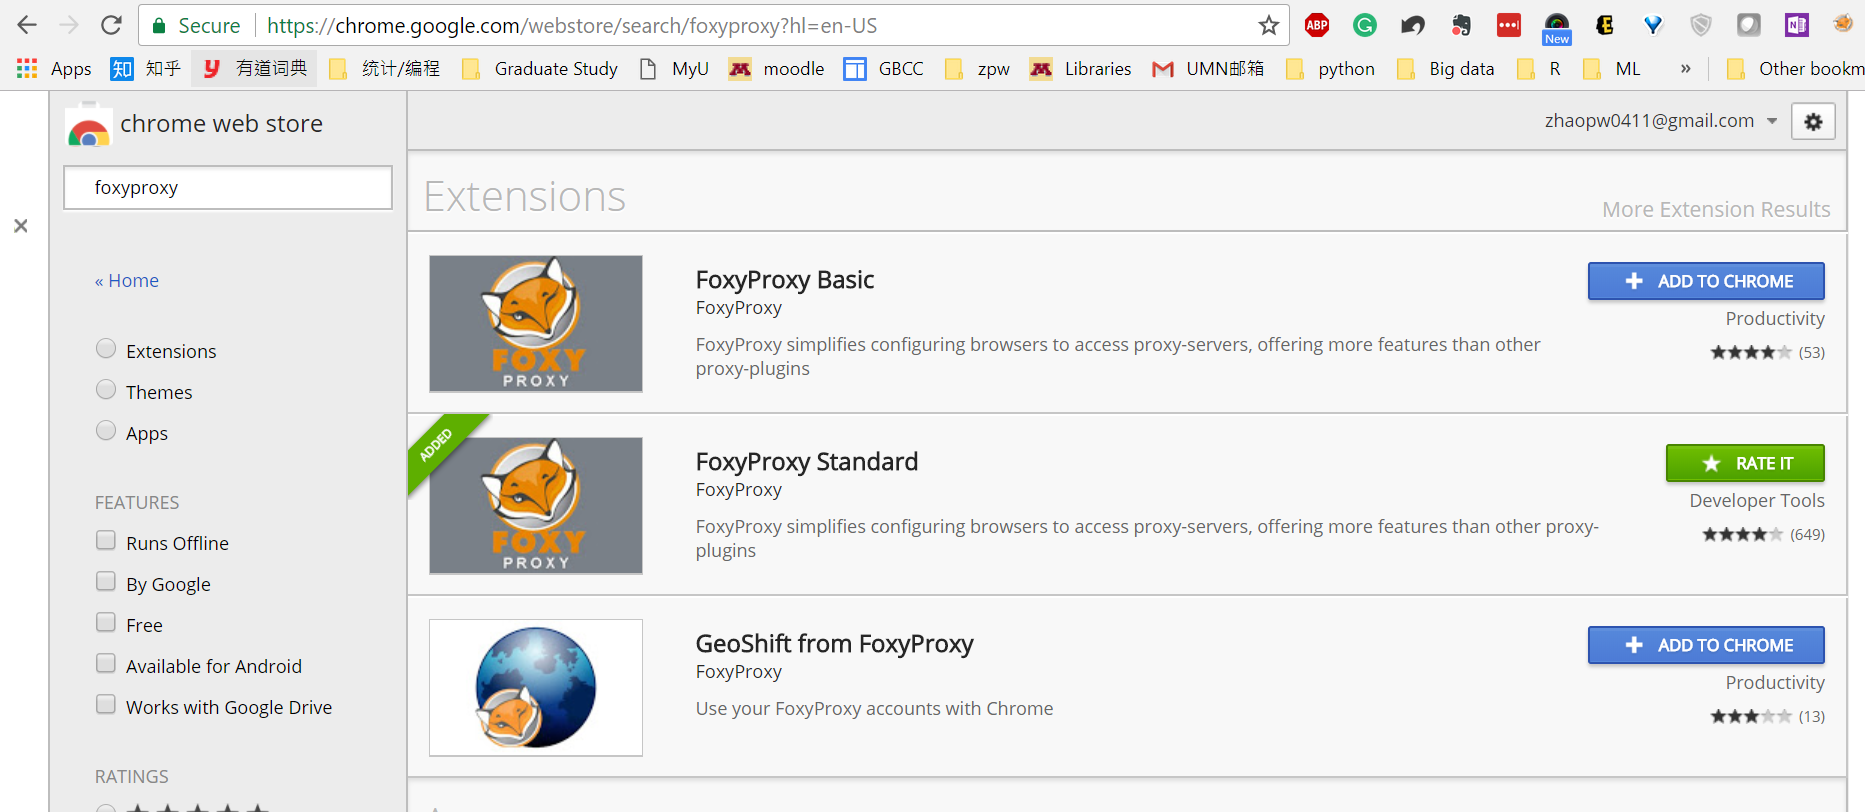 Secure https://chrome.google.com/webstore/search/foxyproxy?hl=en-US ABP New
Apps 知 知乎 y 有道词典 统计/编程 Graduate Study MyU moodle GBCC zpw Libraries UMN邮箱 python Big data R ML » Other bookm
chrome web store
zhaopw0411@gmail.com
foxyproxy
Extensions
More Extension Results
« Home
Extensions
Themes
Apps
FEATURES
Runs Offline
By Google
Free
Available for Android
Works with Google Drive
RATINGS
FOXY
PROXY
FoxyProxy Basic
FoxyProxy
FoxyProxy simplifies configuring browsers to access proxy-servers, offering more features than other
proxy-plugins
ADD TO CHROME
Productivity
(53)
ADDED
FOXY
PROXY
FoxyProxy Standard
FoxyProxy
FoxyProxy simplifies configuring browsers to access proxy-servers, offering more features than other proxy-
plugins
RATE IT
Developer Tools
(649)
GeoShift from FoxyProxy
FoxyProxy
Use your FoxyProxy accounts with Chrome
ADD TO CHROME
Productivity
(13)